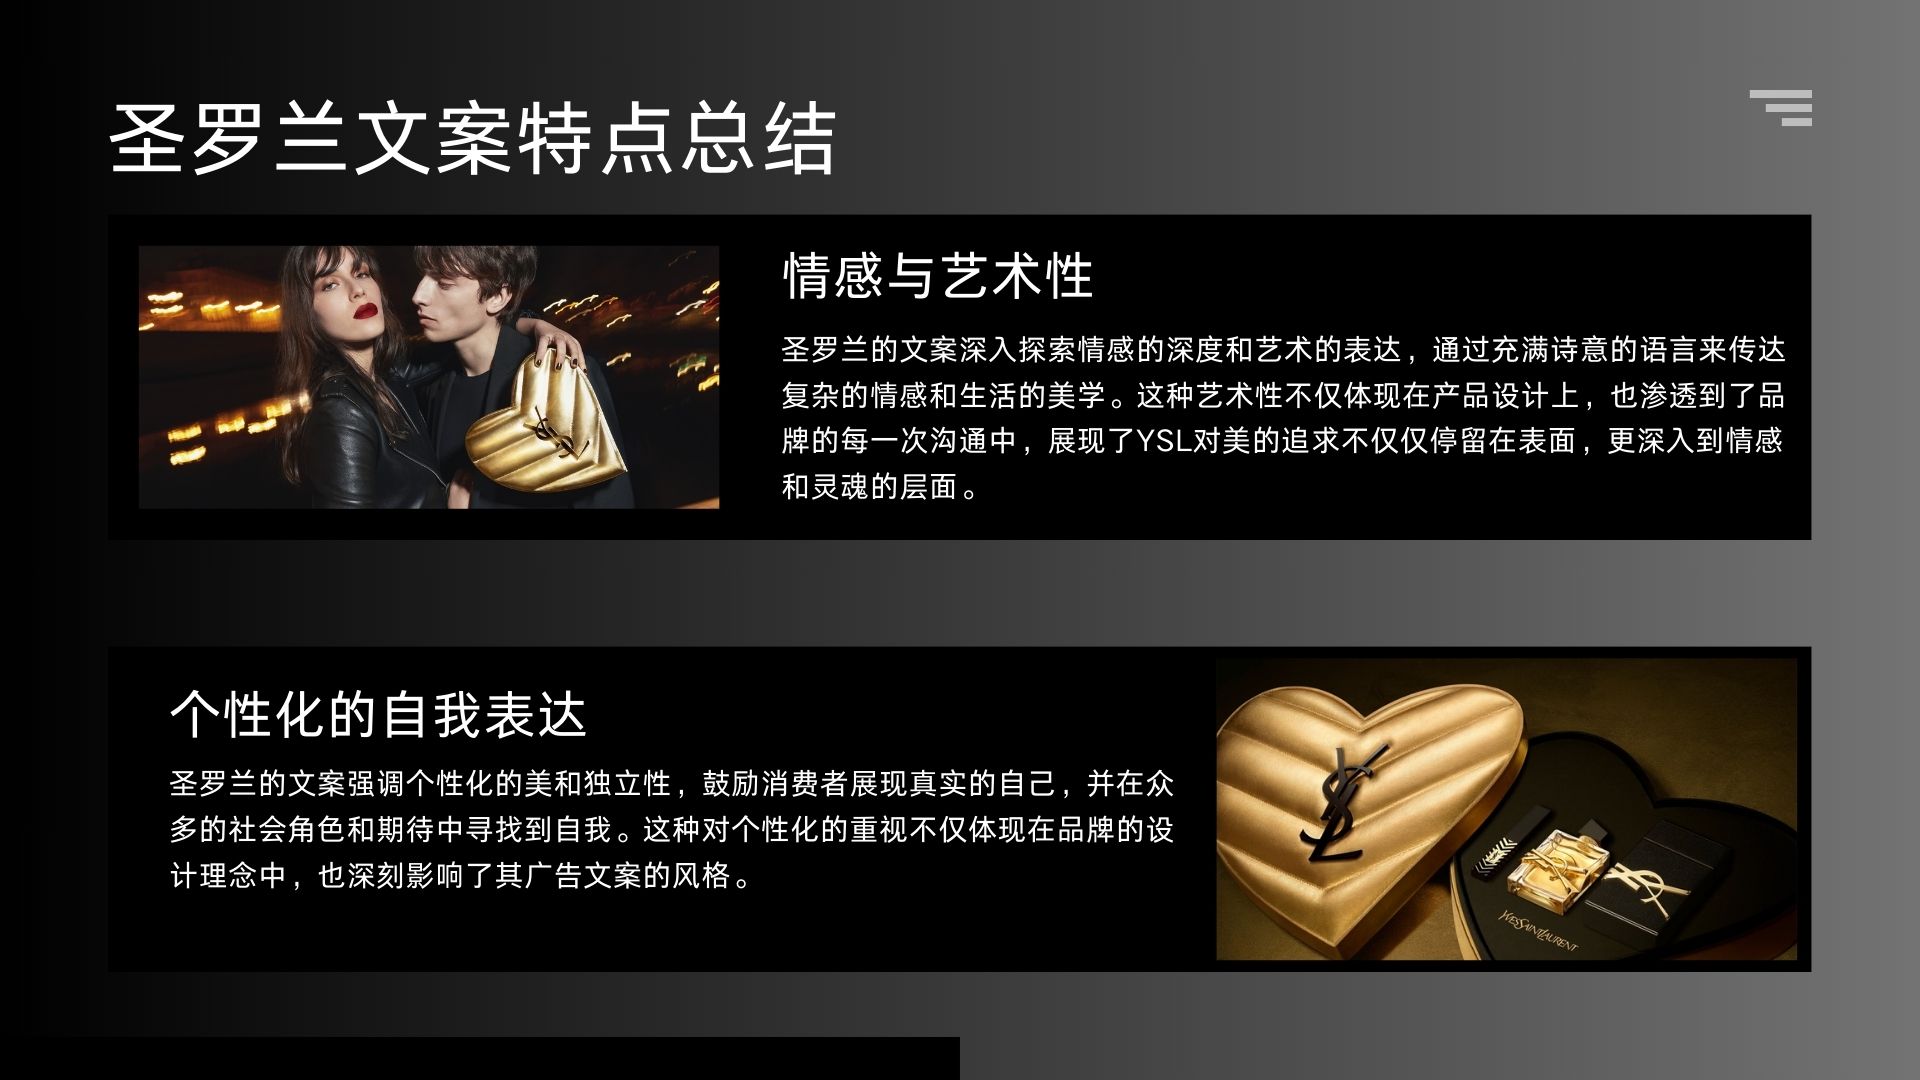 圣罗兰文案特点总结
情感与艺术性
圣罗兰的文案深入探索情感的深度和艺术的表达，通过充满诗意的语言来传达
复杂的情感和生活的美学。这种艺术性不仅体现在产品设计上，也渗透到了品
牌的每一次沟通中，展现了YSL对美的追求不仅仅停留在表面，更深入到情感
和灵魂的层面。
YSL
个性化的自我表达
圣罗兰的文案强调个性化的美和独立性，鼓励消费者展现真实的自己，并在众
多的社会角色和期待中寻找到自我。这种对个性化的重视不仅体现在品牌的设
计理念中，也深刻影响了其广告文案的风格。
YSL
YSL
YVESSAINTLAURENT